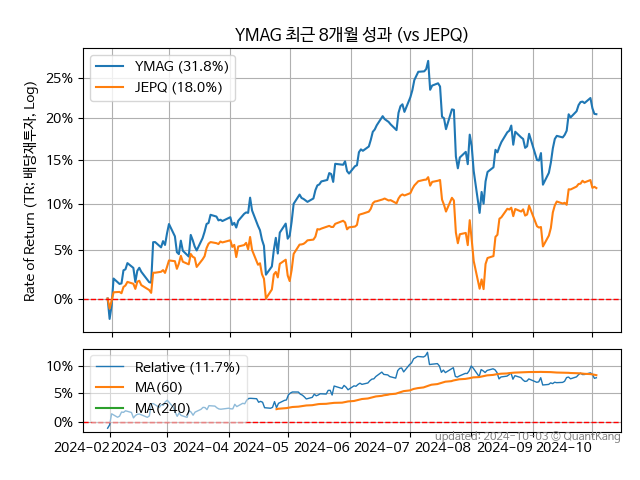 YMAG 최근 8개월 성과 (vs JEPQ)
Rate of Return (TR: 배당재투자, Log)
YMAG (31.8%)
JEPQ (18.0%)
25%
20%
15%
10%
5%
0%
Relative (11.7%)
MA(60)
MA(240)
10%
5%
0%
2024-02 2024-03 2024-04 2024-05 2024-06 2024-07 2024-08 2024-09 2024-10
updated: 2024-10-03 © QuantKang